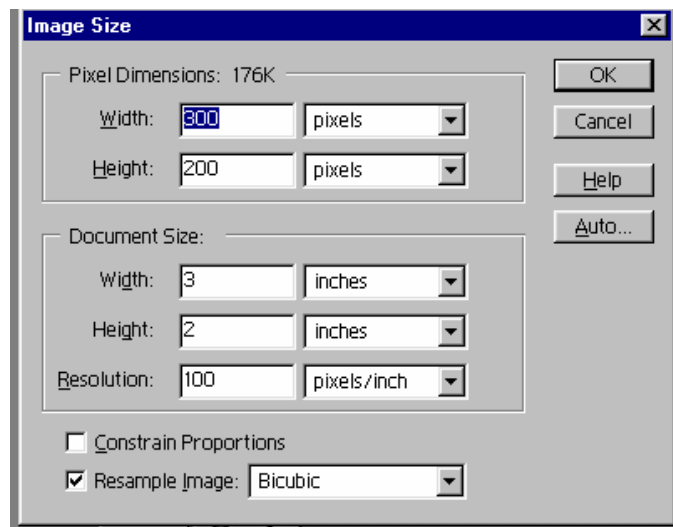 Image Size
Pixel Dimensions: 176K
Width: 300 pixels
Height: 200 pixels
Document Size:
Width: 3 inches
Height: 2 inches
Resolution: 100 pixels/inch
Constrain Proportions
Resample Image: Bicubic
OK
Cancel
Help
Auto...